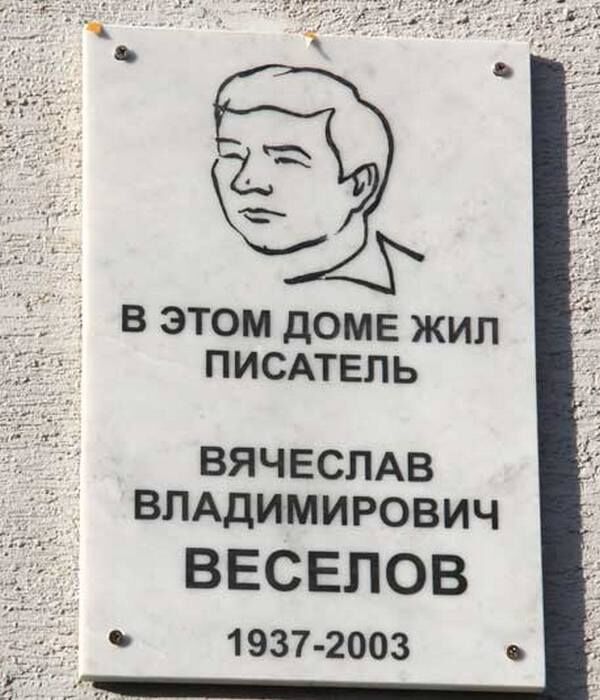 В ЭТОМ ДОМЕ ЖИЛ
ПИСАТЕЛЬ
ВЯЧЕСЛАВ
ВЛАДИМИРОВИЧ
ВЕСЕЛОВ
1937-2003